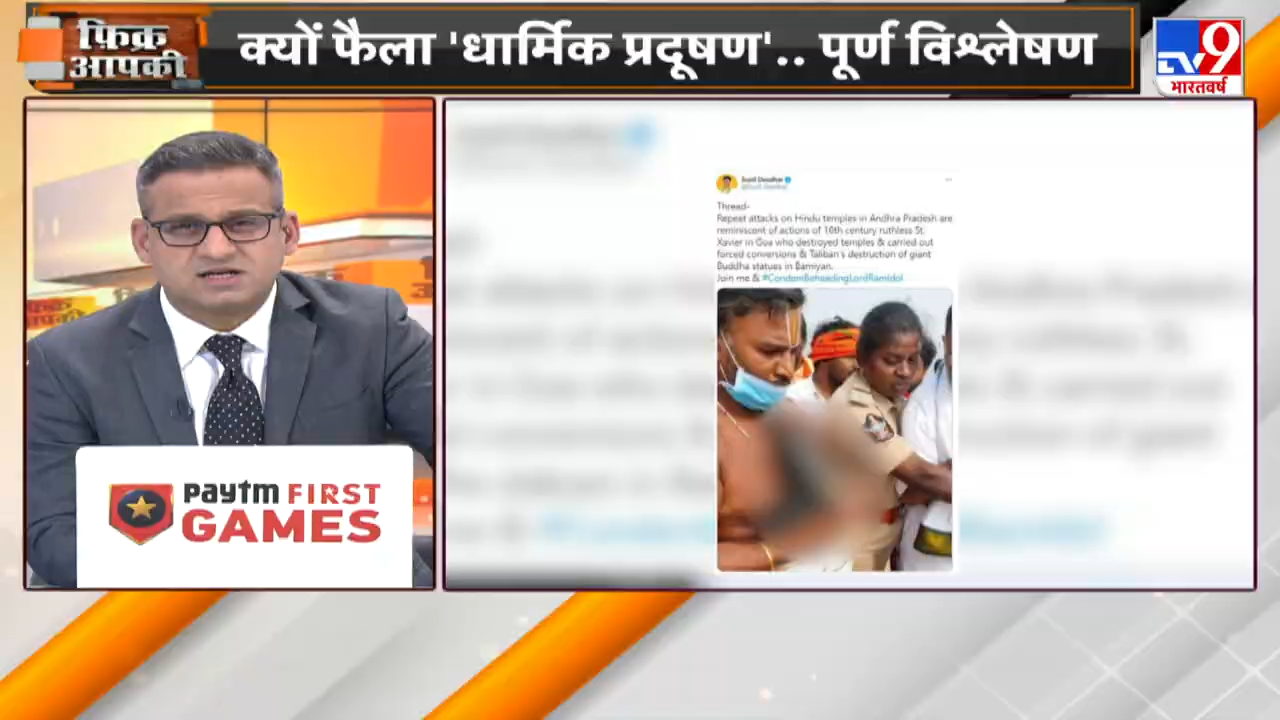 फिक्र
आपकी
क्यों फैला 'धार्मिक प्रदूषण'.. पूर्ण विश्लेषण
TV9
भारतवर्ष
Sunil Deodhar
Thread-
Repeat attacks on Hindu temples in Andhra Pradesh are
reminiscent of actions of 16th century ruthless St.
Xavier in Goa who destroyed temples & carried out
forced conversions & Taliban's destruction of giant
Buddha statues in Bamiyan.
Join me & #CondemBeheadingLordRamIdol
Paytm FIRST
GAMES